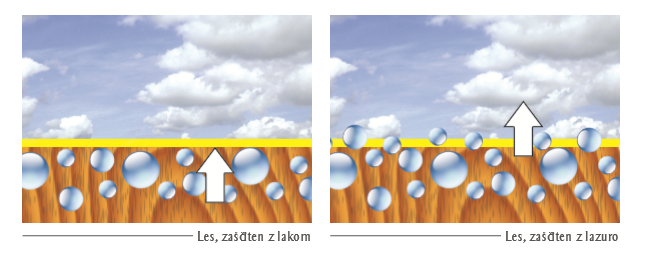 Les, zaščiten z lakom
Les, zaščiten z lazuro